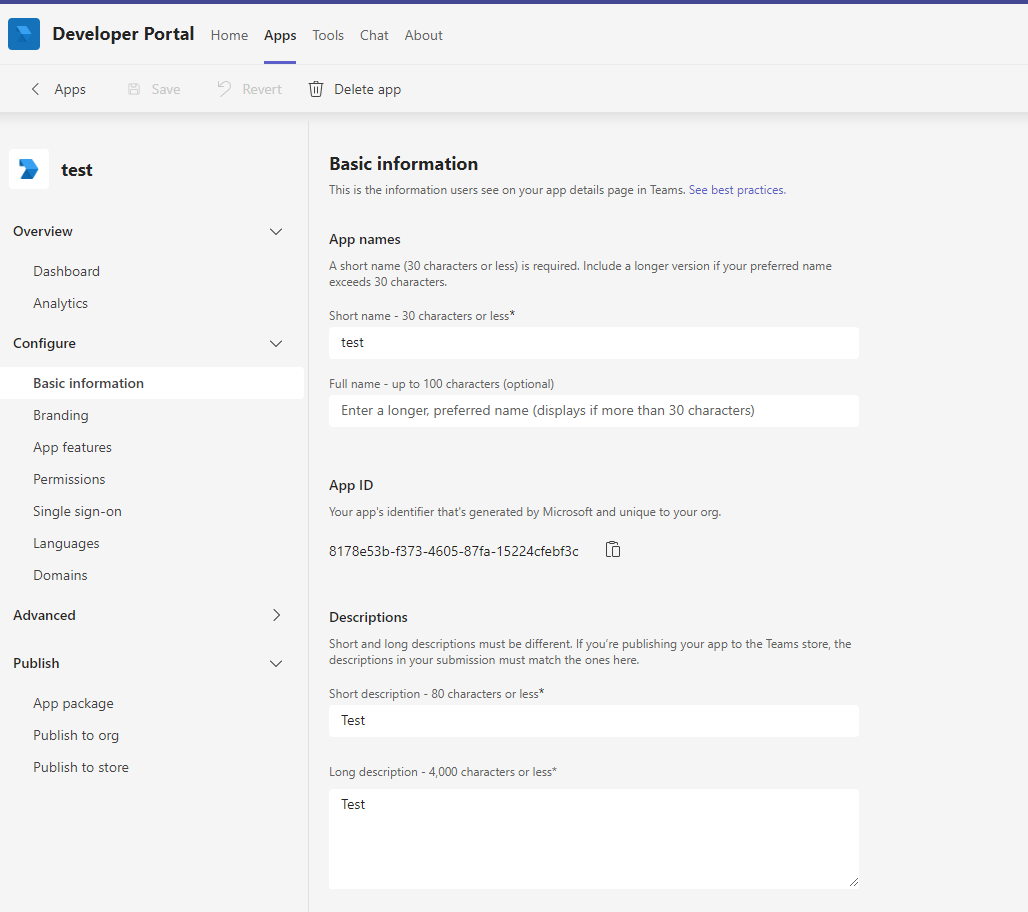 Developer Portal Home Apps Tools Chat About
Apps Save Revert Delete app
test
Overview
Dashboard
Analytics
Configure
Basic information
Branding
App features
Permissions
Single sign-on
Languages
Domains
Advanced
Publish
App package
Publish to org
Publish to store
Basic information
This is the information users see on your app details page in Teams. See best practices.
App names
A short name (30 characters or less) is required. Include a longer version if your preferred name
exceeds 30 characters.
Short name - 30 characters or less*
test
Full name - up to 100 characters (optional)
Enter a longer, preferred name (displays if more than 30 characters)
App ID
Your app's identifier that's generated by Microsoft and unique to your org.
8178e53b-f373-4605-87fa-15224cfebf3c
Descriptions
Short and long descriptions must be different. If you’re publishing your app to the Teams store, the
descriptions in your submission must match the ones here.
Short description - 80 characters or less*
Test
Long description - 4,000 characters or less*
Test